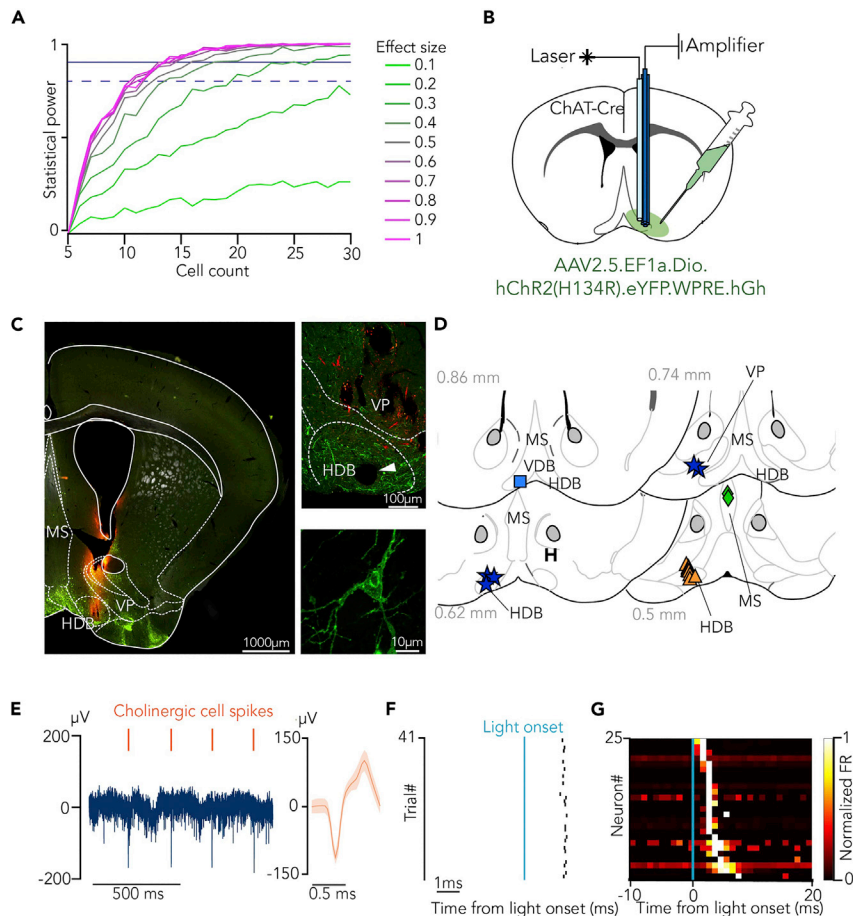 A
Statistical power
1
0
5
10
15
20
25
30
Cell count
Effect size
0.1
0.2
0.3
0.4
0.5
0.6
0.7
0.8
0.9
1
B
Laser
Amplifier
ChAT-Cre
AAV2.5.EF1a.Dio.
hChR2(H134R).eYFP.WPRE.hGh
C
MS
VP
HDB
1000µm
VP
HDB
100µm
10µm
D
0.86 mm
0.74 mm
VP
MS
MS
VDB
HDB
HDB
MS
H
0.62 mm
HDB
0.5 mm
MS
HDB
E
µV
Cholinergic cell spikes
200
0
-200
500 ms
µV
150
0
-150
0.5 ms
F
Light onset
41
Trial#
1ms
Time from light onset (ms)
G
25
Neuron#
-10
0
20
Time from light onset (ms)
1
0
Normalized FR